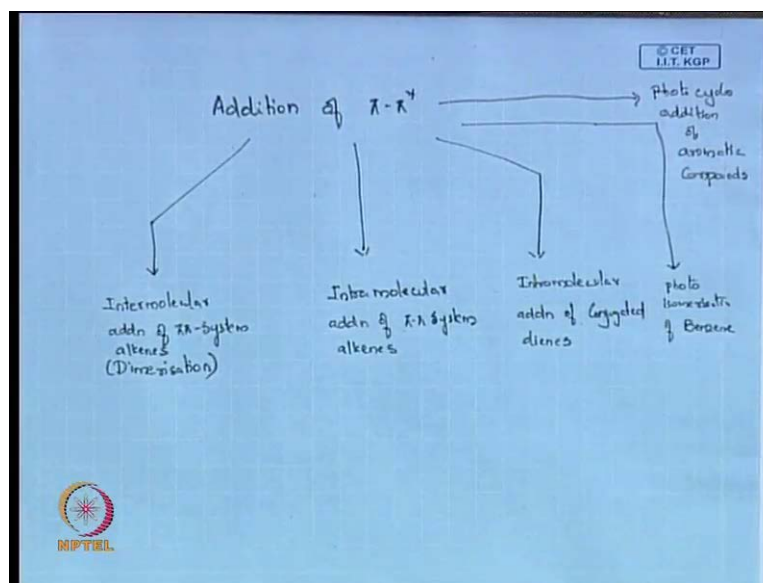 © CET
I.I.T. KGP
Addition of π-π*
Photo cyclo
addition
of
aromatic
Compounds
Intermolecular
addn of ππ-System
alkenes
(Dimerisation)
Intramolecular
addn of π-π System
alkenes
Intramolecular
addn of Conjugated
dienes
photo
Isomerisation
of Benzene
NPTEL